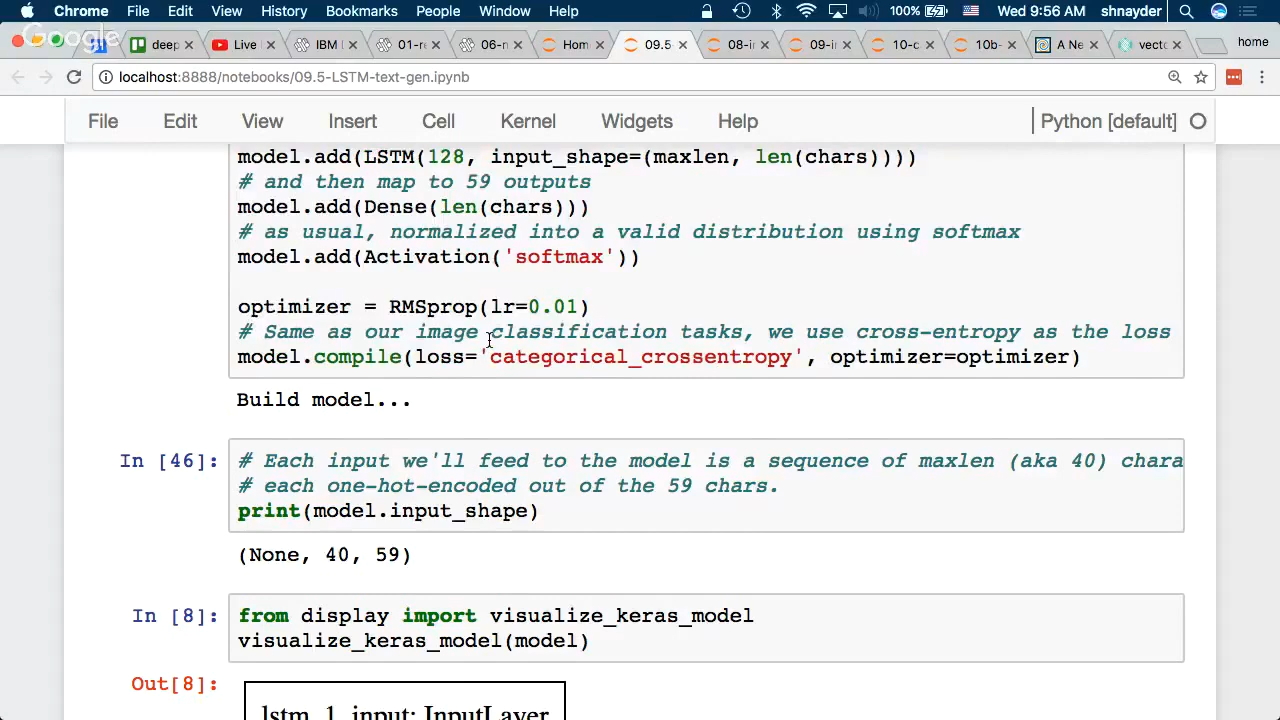 Chrome File Edit View History Bookmarks People Window Help 100% Wed 9:56 AM shnayder
Google
deep Live IBM 01-r 06-r Hom 09.5- 08-i 09-l 10-c 10b- A Ne vect home
localhost:8888/notebooks/09.5-LSTM-text-gen.ipynb
File Edit View Insert Cell Kernel Widgets Help Python [default]
model.add(LSTM(128, input_shape=(maxlen, len(chars))))
# and then map to 59 outputs
model.add(Dense(len(chars)))
# as usual, normalized into a valid distribution using softmax
model.add(Activation('softmax'))
optimizer = RMSprop(lr=0.01)
# Same as our image classification tasks, we use cross-entropy as the loss
model.compile(loss='categorical_crossentropy', optimizer=optimizer)
Build model...
In [46]: # Each input we'll feed to the model is a sequence of maxlen (aka 40) chara
# each one-hot-encoded out of the 59 chars.
print(model.input_shape)
(None, 40, 59)
In [8]: from display import visualize_keras_model
visualize_keras_model(model)
Out[8]:
lstm_1_input: InputLayer